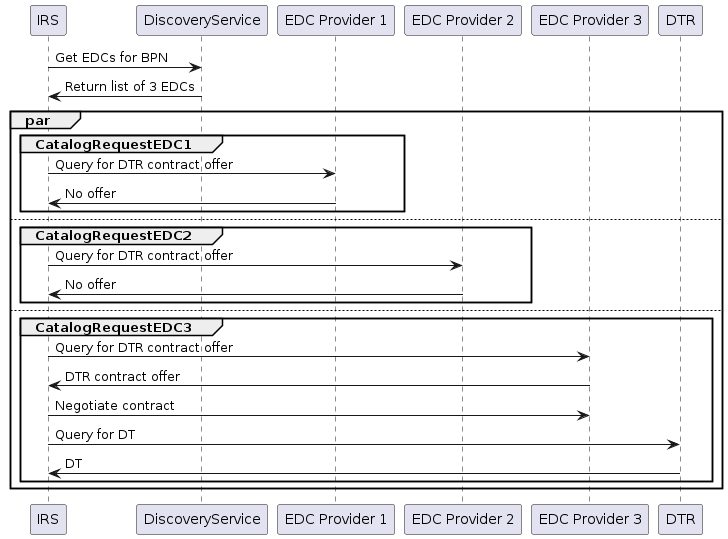 IRS DiscoveryService EDC Provider 1 EDC Provider 2 EDC Provider 3 DTR
Get EDCs for BPN
Return list of 3 EDCs
par
CatalogRequestEDC1
Query for DTR contract offer
No offer
CatalogRequestEDC2
Query for DTR contract offer
No offer
CatalogRequestEDC3
Query for DTR contract offer
DTR contract offer
Negotiate contract
Query for DT
DT
IRS DiscoveryService EDC Provider 1 EDC Provider 2 EDC Provider 3 DTR